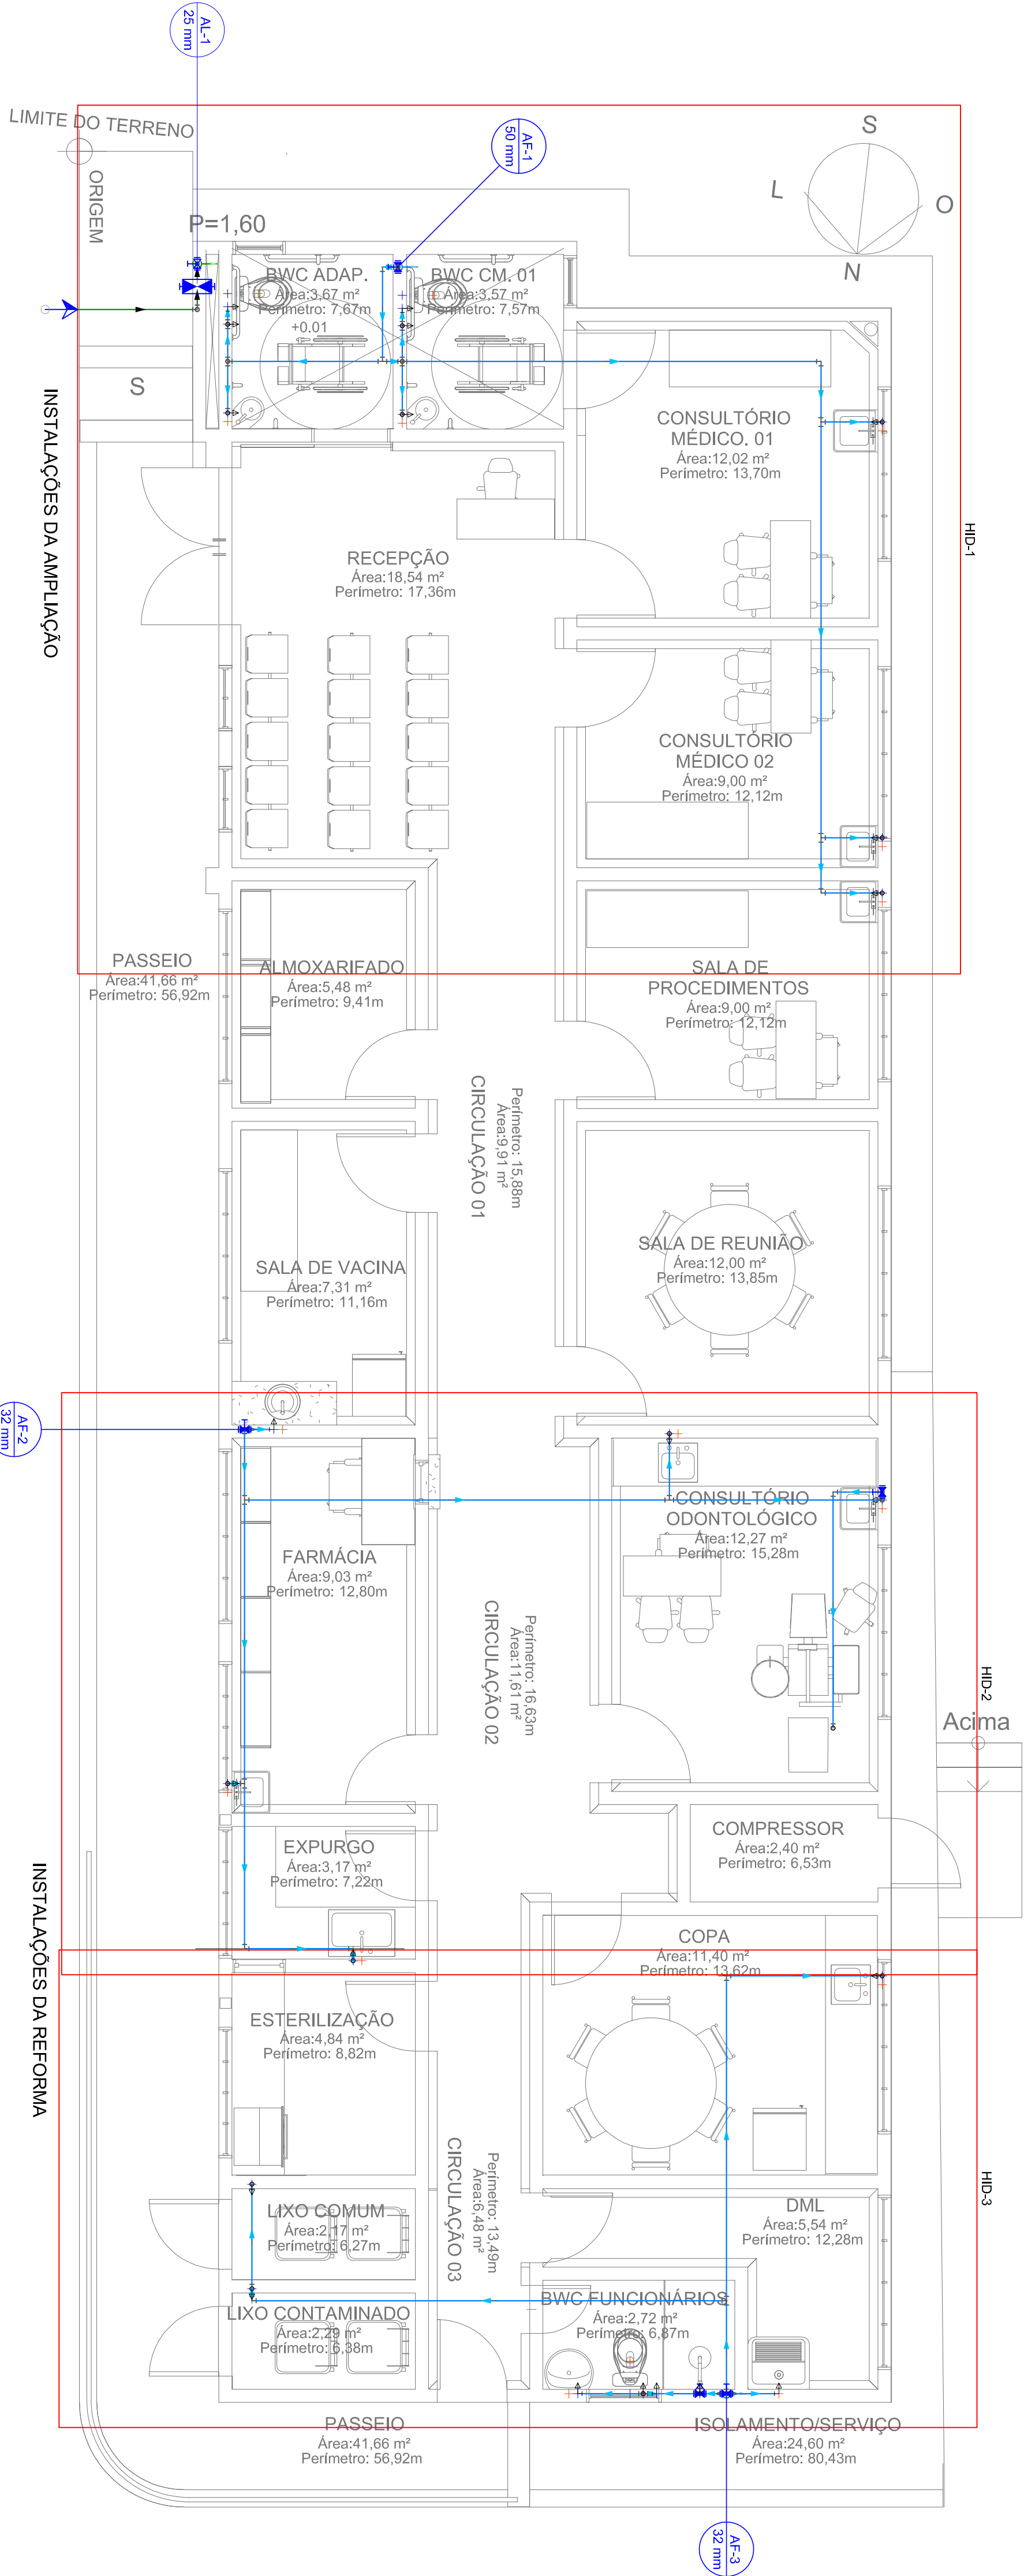 AL-1
25 mm
LIMITE DO TERRENO
ORIGEM
AF-1
50 mm
S
L
O
N
P=1,60
BWC ADAP.
Área:3,67 m²
Perímetro: 7,67m
+0.01
BWC CM. 01
Área:3,57 m²
Perímetro: 7,57m
S
INSTALAÇÕES DA AMPLIAÇÃO
CONSULTÓRIO
MÉDICO. 01
Área:12,02 m²
Perímetro: 13,70m
HID-1
RECEPÇÃO
Área:18,54 m²
Perímetro: 17,36m
CONSULTÓRIO
MÉDICO 02
Área:9,00 m²
Perímetro: 12,12m
PASSEIO
Área:41,66 m²
Perímetro: 56,92m
ALMOXARIFADO
Área:5,48 m²
Perímetro: 9,41m
SALA DE
PROCEDIMENTOS
Área:9,00 m²
Perímetro: 12,12m
CIRCULAÇÃO 01
Área:9,91 m²
Perímetro: 15,88m
SALA DE VACINA
Área:7,31 m²
Perímetro: 11,16m
SALA DE REUNIÃO
Área:12,00 m²
Perímetro: 13,85m
AF-2
32 mm
CONSULTÓRIO
ODONTOLÓGICO
Área:12,27 m²
Perímetro: 15,28m
FARMÁCIA
Área:9,03 m²
Perímetro: 12,80m
CIRCULAÇÃO 02
Área:11,61 m²
Perímetro: 16,63m
HID-2
Acima
COMPRESSOR
Área:2,40 m²
Perímetro: 6,53m
EXPURGO
Área:3,17 m²
Perímetro: 7,22m
INSTALAÇÕES DA REFORMA
COPA
Área:11,40 m²
Perímetro: 13,62m
ESTERILIZAÇÃO
Área:4,84 m²
Perímetro: 8,82m
CIRCULAÇÃO 03
Área:6,48 m²
Perímetro: 13,49m
HID-3
LIXO COMUM
Área:2,17 m²
Perímetro: 6,27m
DML
Área:5,54 m²
Perímetro: 12,28m
LIXO CONTAMINADO
Área:2,29 m²
Perímetro: 6,38m
BWC FUNCIONÁRIOS
Área:2,72 m²
Perímetro: 6,87m
PASSEIO
Área:41,66 m²
Perímetro: 56,92m
ISOLAMENTO/SERVIÇO
Área:24,60 m²
Perímetro: 80,43m
AF-3
32 mm